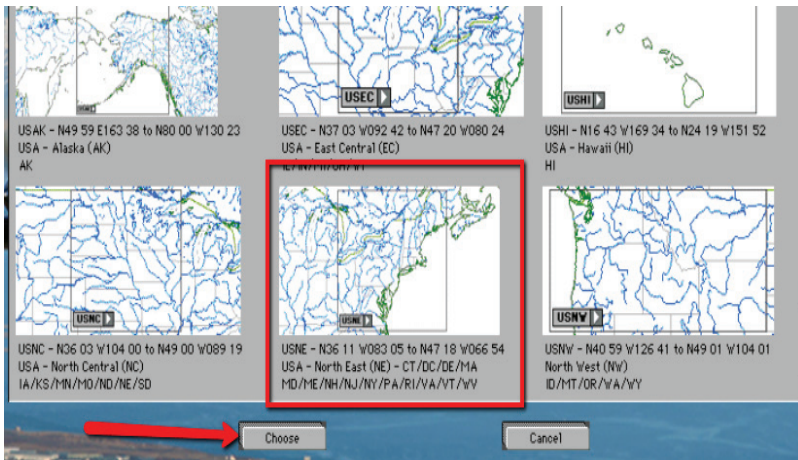 USEC
USHI
USAK - N49 59 E163 38 to N80 00 W130 23
USA - Alaska (AK)
AK
USEC - N37 03 W092 42 to N47 20 W080 24
USA - East Central (EC)
IL/IN/MI/OH/WI
USHI - N16 43 W169 34 to N24 19 W151 52
USA - Hawaii (HI)
HI
USNC
USNE
USNW
USNC - N36 03 W104 00 to N49 00 W089 19
USA - North Central (NC)
IA/KS/MN/MO/ND/NE/SD
USNE - N36 11 W083 05 to N47 18 W066 54
USA - North East (NE) - CT/DC/DE/MA
MD/ME/NH/NJ/NY/PA/RI/VA/VT/WV
USNW - N40 59 W126 41 to N49 01 W104 01
North West (NW)
ID/MT/OR/WA/WY
Choose
Cancel